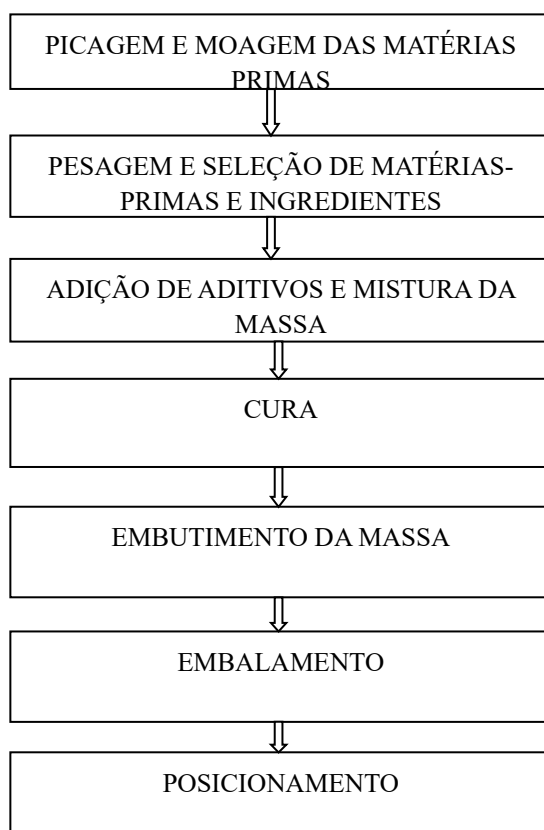 PICAGEM E MOAGEM DAS MATÉRIAS
PRIMAS
PESAGEM E SELEÇÃO DE MATÉRIAS-
PRIMAS E INGREDIENTES
ADIÇÃO DE ADITIVOS E MISTURA DA
MASSA
CURA
EMBUTIMENTO DA MASSA
EMBALAMENTO
POSICIONAMENTO